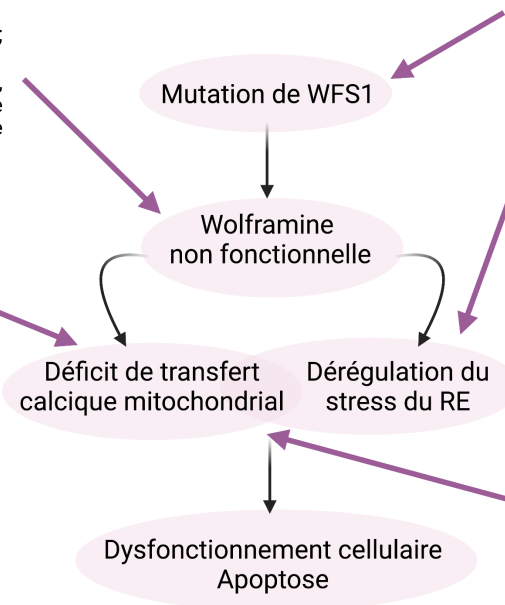 Mutation de WFS1
Wolframine
non fonctionnelle
Déficit de transfert
calcique mitochondrial
Dérégulation du
stress du RE
Dysfonctionnement cellulaire
Apoptose